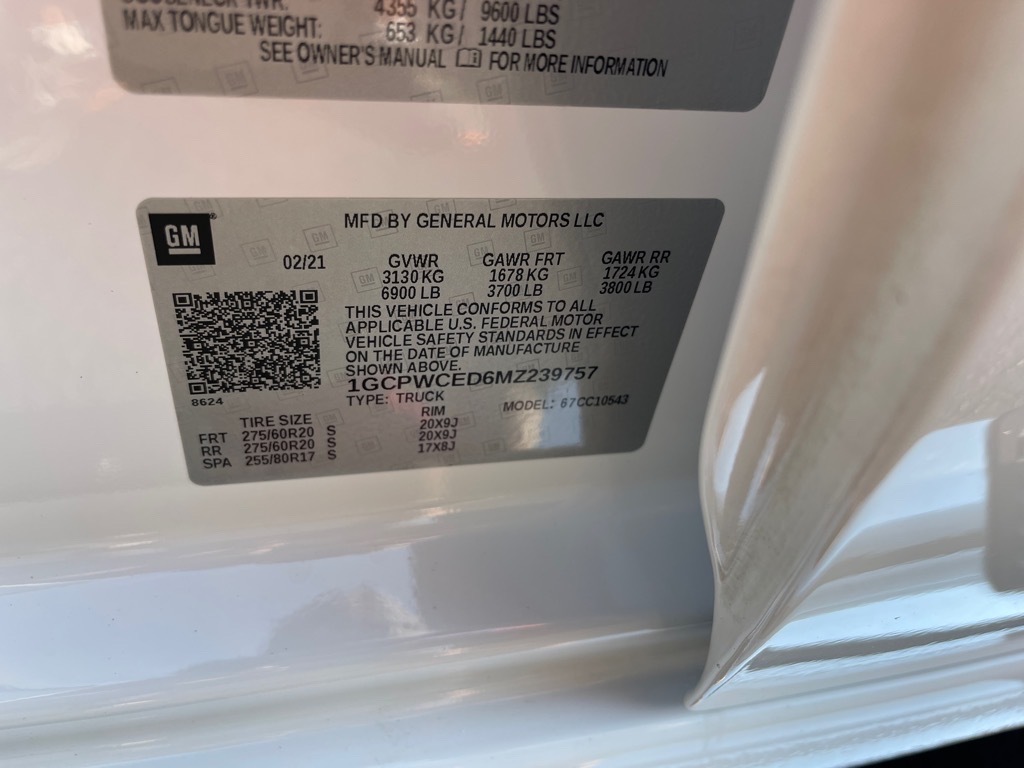 4355 KG/ 9600 LBS
MAX TONGUE WEIGHT: 653 KG/ 1440 LBS
SEE OWNER'S MANUAL FOR MORE INFORMATION
GM
MFD BY GENERAL MOTORS LLC
02/21 GVWR GAWR FRT GAWR RR
3130 KG 1678 KG 1724 KG
6900 LB 3700 LB 3800 LB
THIS VEHICLE CONFORMS TO ALL
APPLICABLE U.S. FEDERAL MOTOR
VEHICLE SAFETY STANDARDS IN EFFECT
ON THE DATE OF MANUFACTURE
SHOWN ABOVE.
1GCPWCED6MZ239757
8624
TYPE: TRUCK MODEL: 67CC10543
TIRE SIZE RIM
FRT 275/60R20 S 20X9J
RR 275/60R20 S 20X9J
SPA 255/80R17 S 17X8J